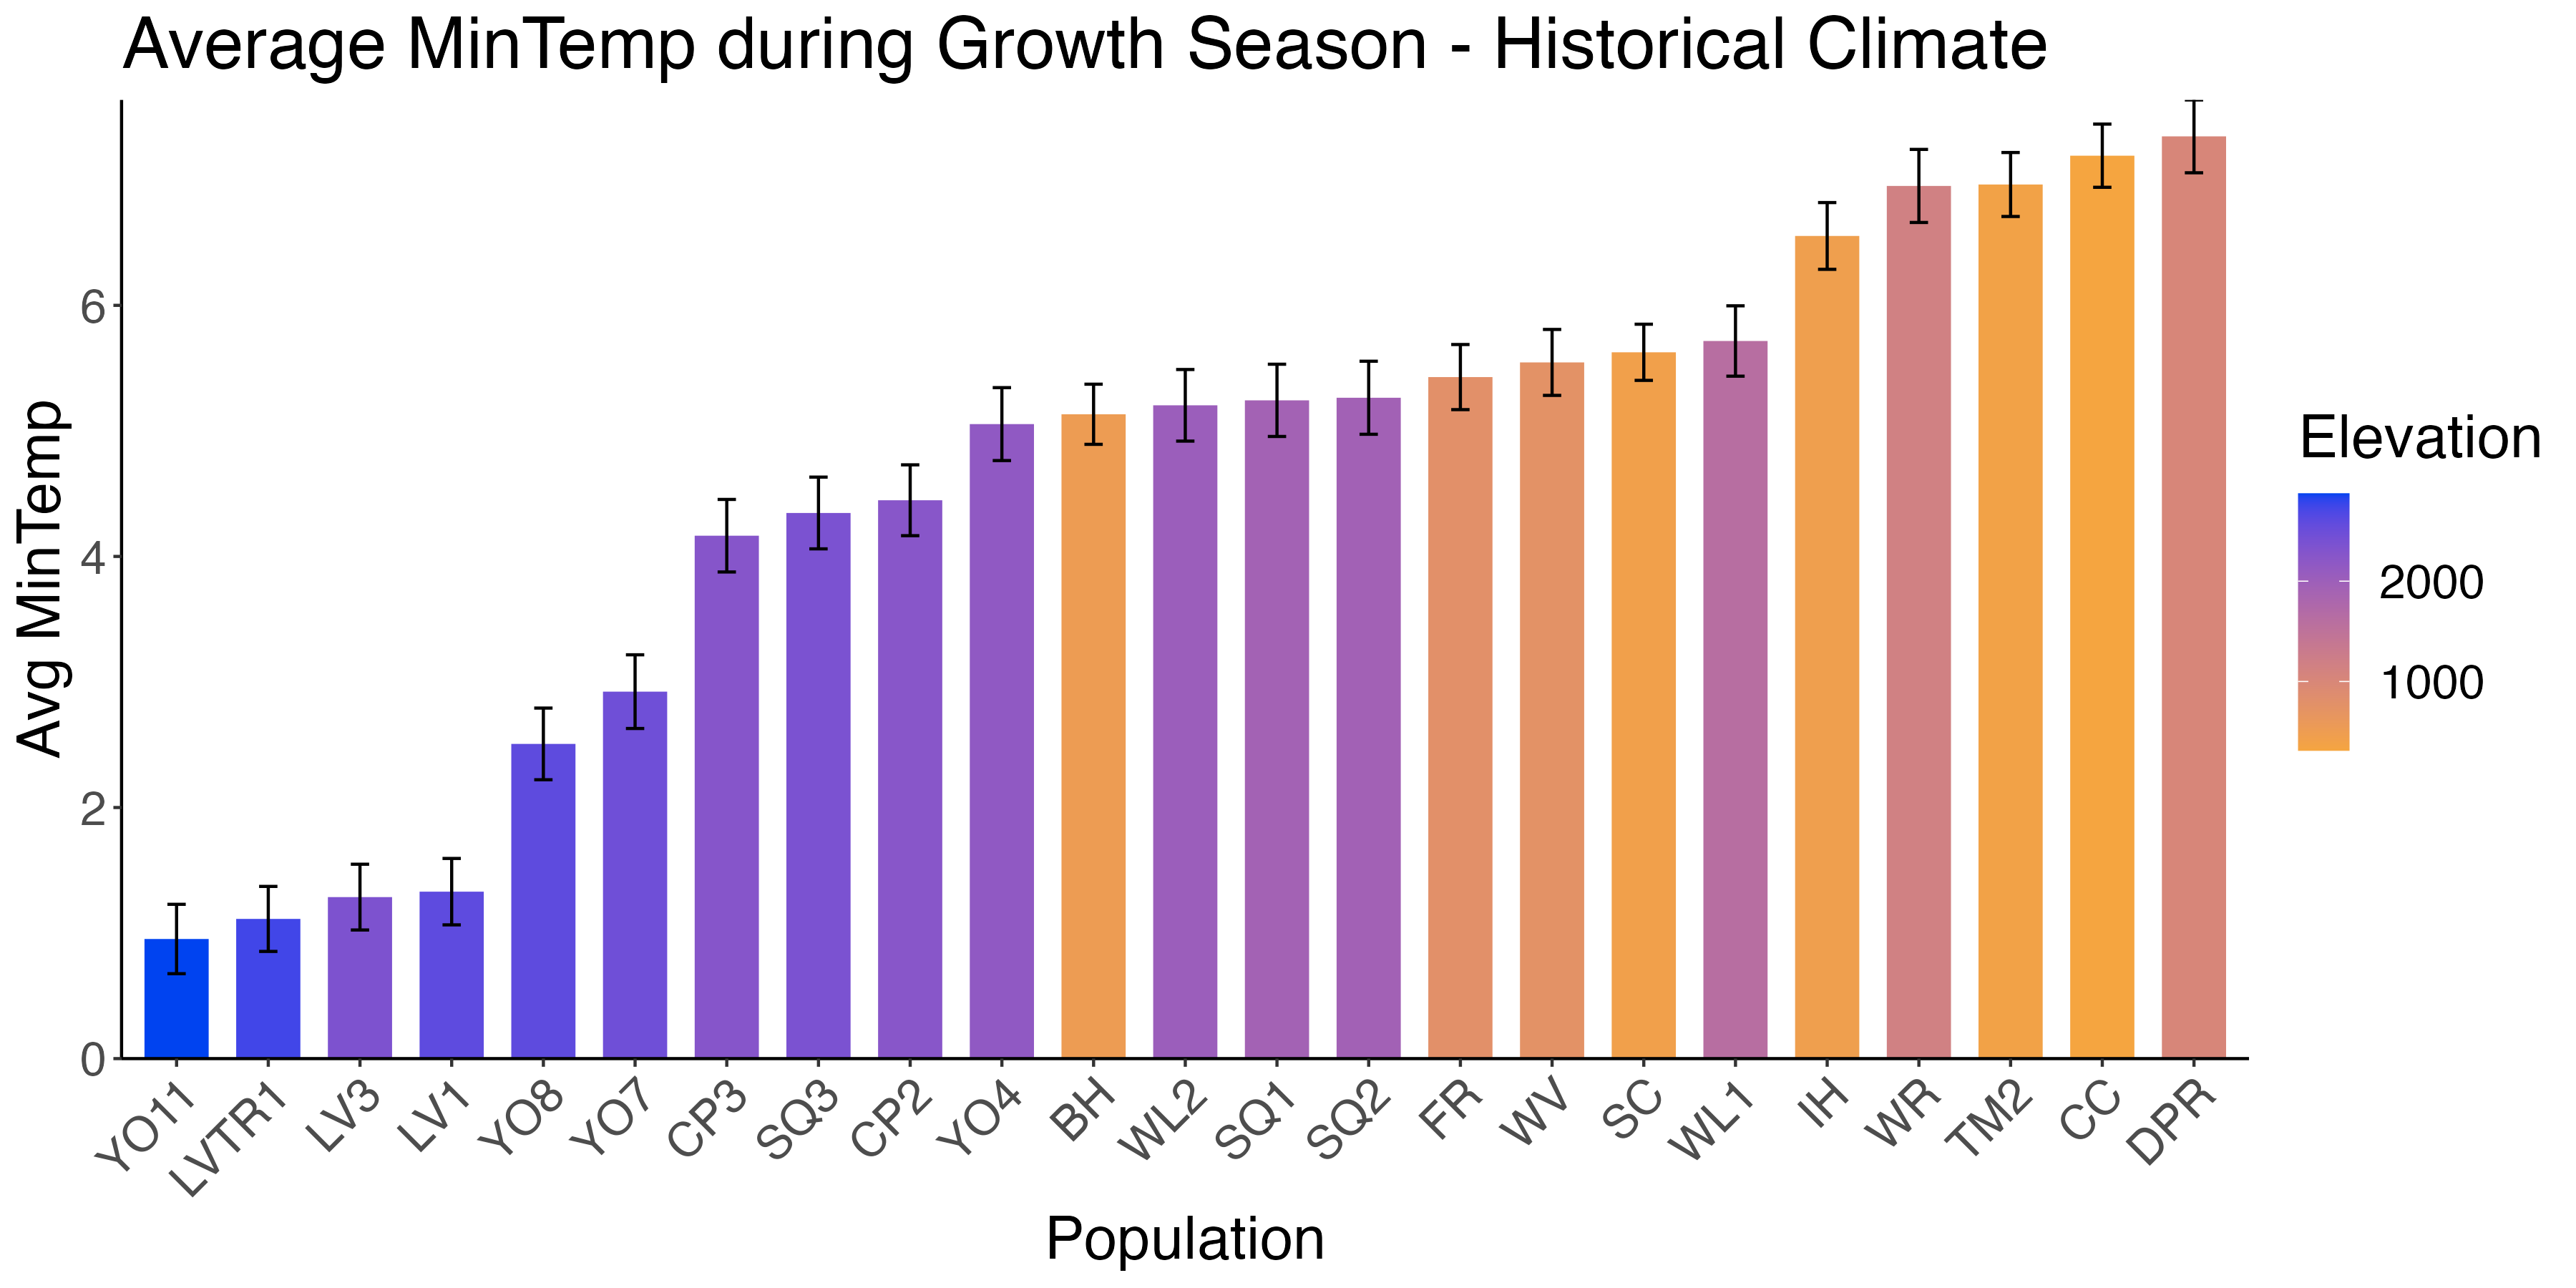 Average MinTemp during Growth Season - Historical Climate
Avg MinTemp
6
4
2
0
YO11 LVTR1 LV3 LV1 YO8 YO7 CP3 SQ3 CP2 YO4 BH WL2 SQ1 SQ2 FR WV SC WL1 IH WR TM2 CC DPR
Population
Elevation
2000
1000